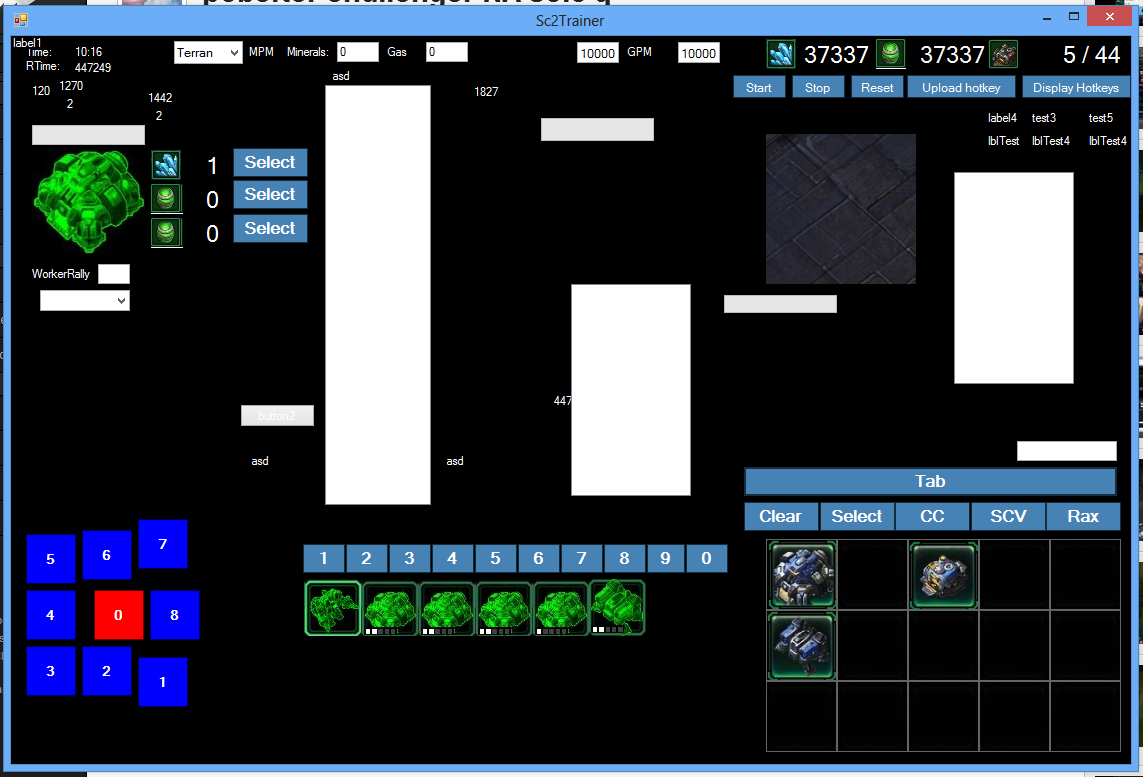 Sc2Trainer
label1
Time: 10:16
RTime: 447249
Terran MPM Minerals: 0 Gas 0
10000 GPM 10000
37337 37337 5 / 44
asd
Start Stop Reset Upload hotkey Display Hotkeys
120 1270
2
1442
2
1827
label4 test3 test5
lblTest lblTest4 lblTest4
1 Select
0 Select
0 Select
WorkerRally
447
button2
asd asd
Tab
Clear Select CC SCV Rax
5 6 7
4 0 8
3 2 1
1 2 3 4 5 6 7 8 9 0